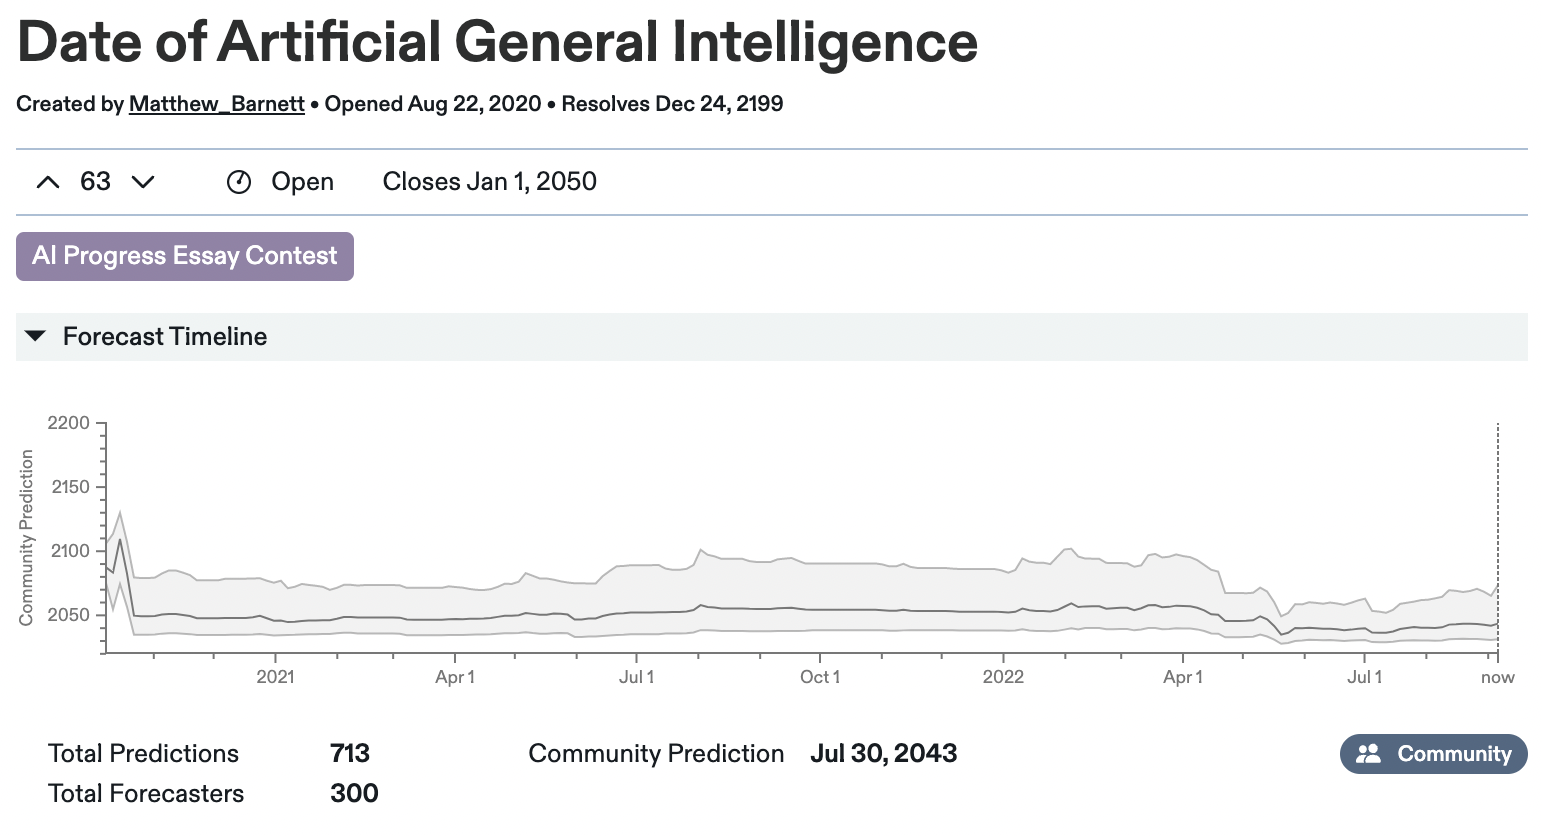 Date of Artificial General Intelligence
Created by Matthew_Barnett • Opened Aug 22, 2020 • Resolves Dec 24, 2199
63 Open Closes Jan 1, 2050
AI Progress Essay Contest
Forecast Timeline
Community Prediction
2200
2150
2100
2050
2021 Apr 1 Jul 1 Oct 1 2022 Apr 1 Jul 1 now
Total Predictions 713 Community Prediction Jul 30, 2043 Community
Total Forecasters 300